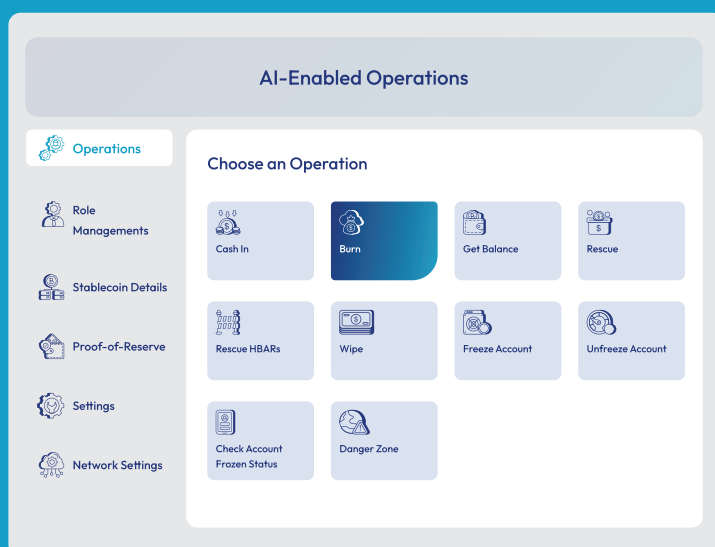 AI-Enabled Operations
Operations
Role
Managements
Stablecoin Details
Proof-of-Reserve
Settings
Network Settings
Choose an Operation
Cash In
Burn
Get Balance
Rescue
Rescue HBARs
Wipe
Freeze Account
Unfreeze Account
Check Account
Frozen Status
Danger Zone